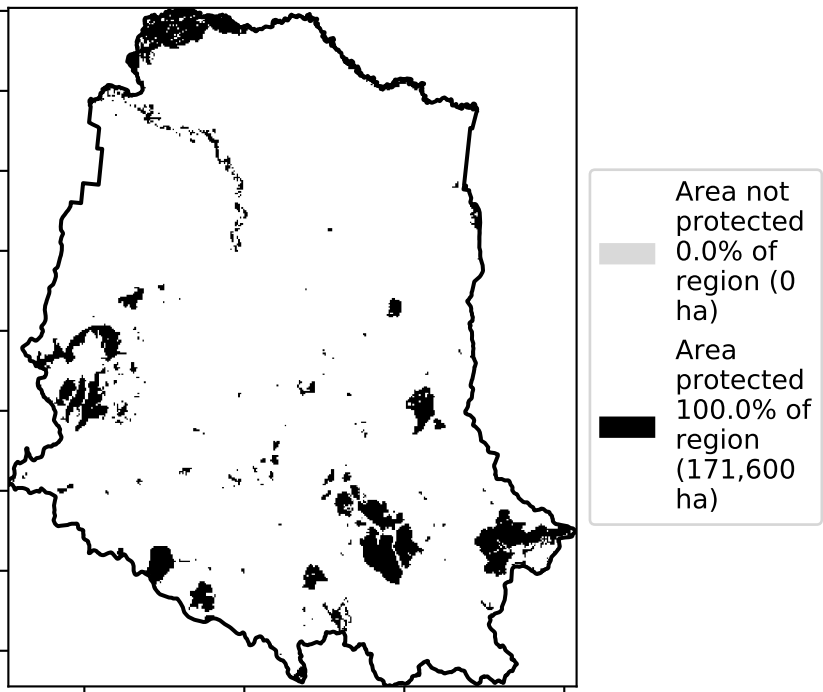 Area not
protected
0.0% of
region (0
ha)
Area
protected
100.0% of
region
(171,600
ha)